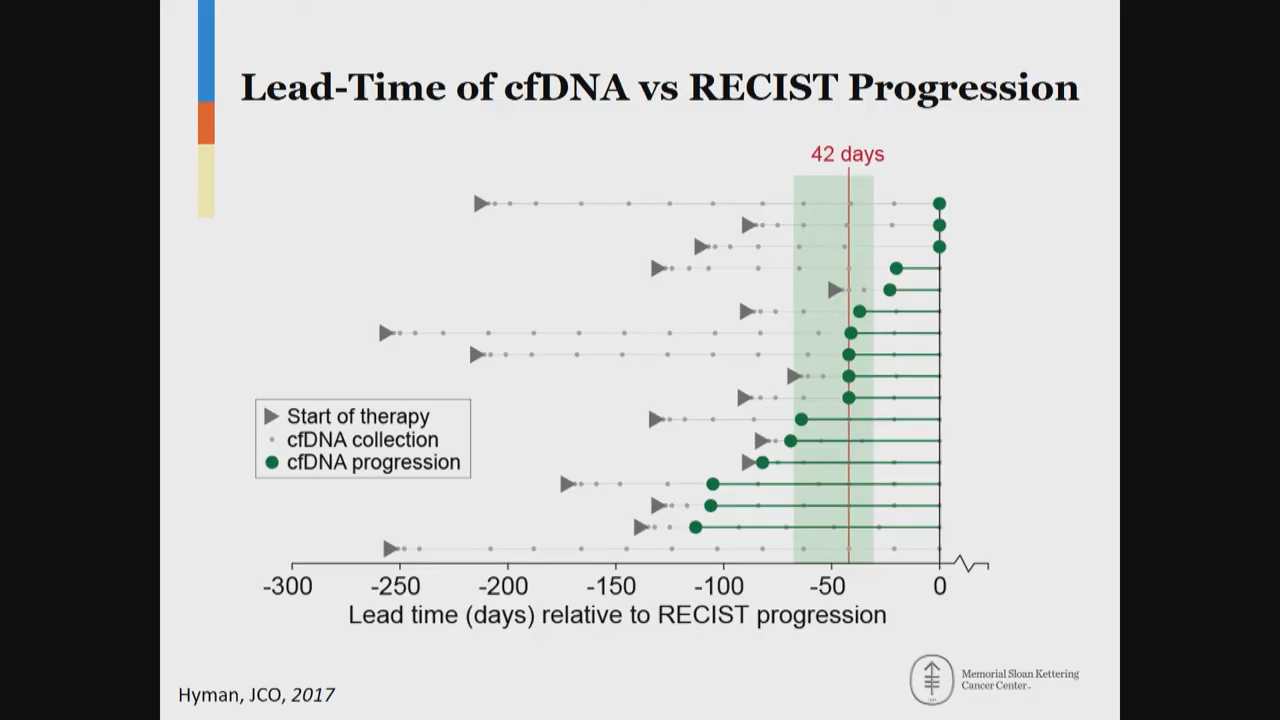 Lead-Time of cfDNA vs RECIST Progression
42 days
Start of therapy
cfDNA collection
cfDNA progression
-300 -250 -200 -150 -100 -50 0
Lead time (days) relative to RECIST progression
Hyman, JCO, 2017
Memorial Sloan Kettering
Cancer Center